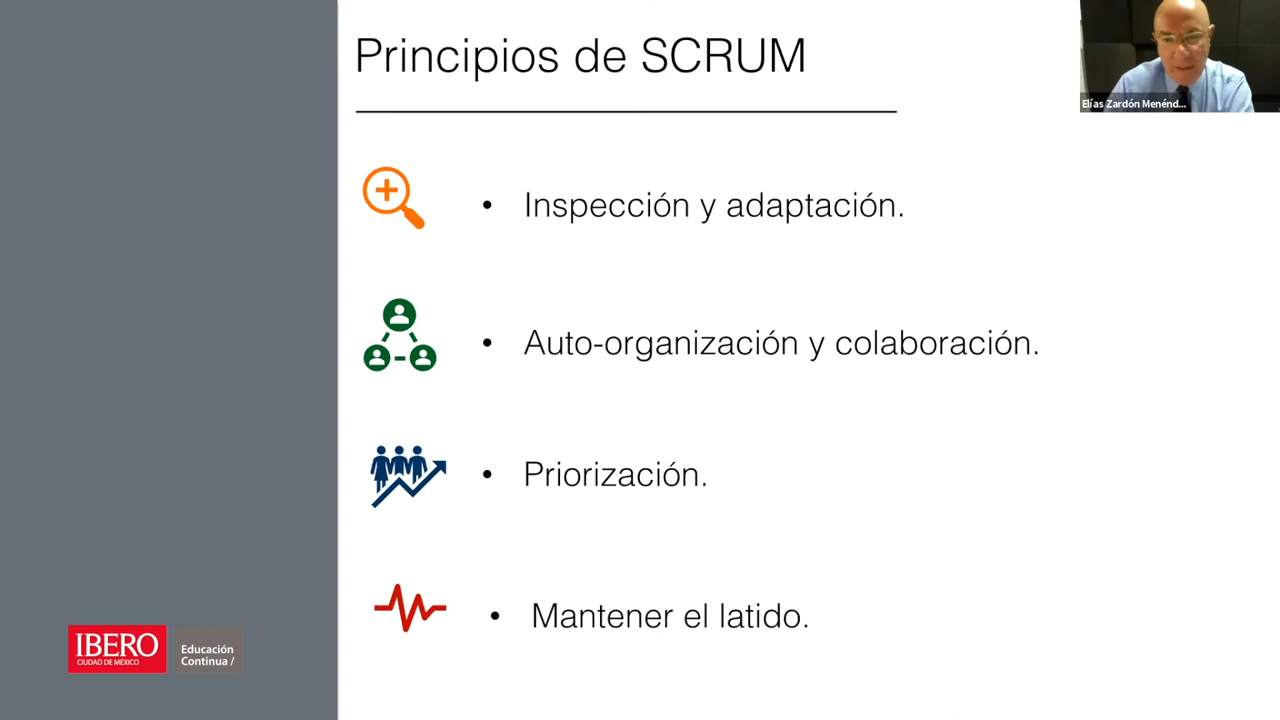 Principios de SCRUM
Elías Zardón Menénd...
• Inspección y adaptación.
• Auto-organización y colaboración.
• Priorización.
• Mantener el latido.
IBERO
CIUDAD DE MÉXICO
Educación
Continua /